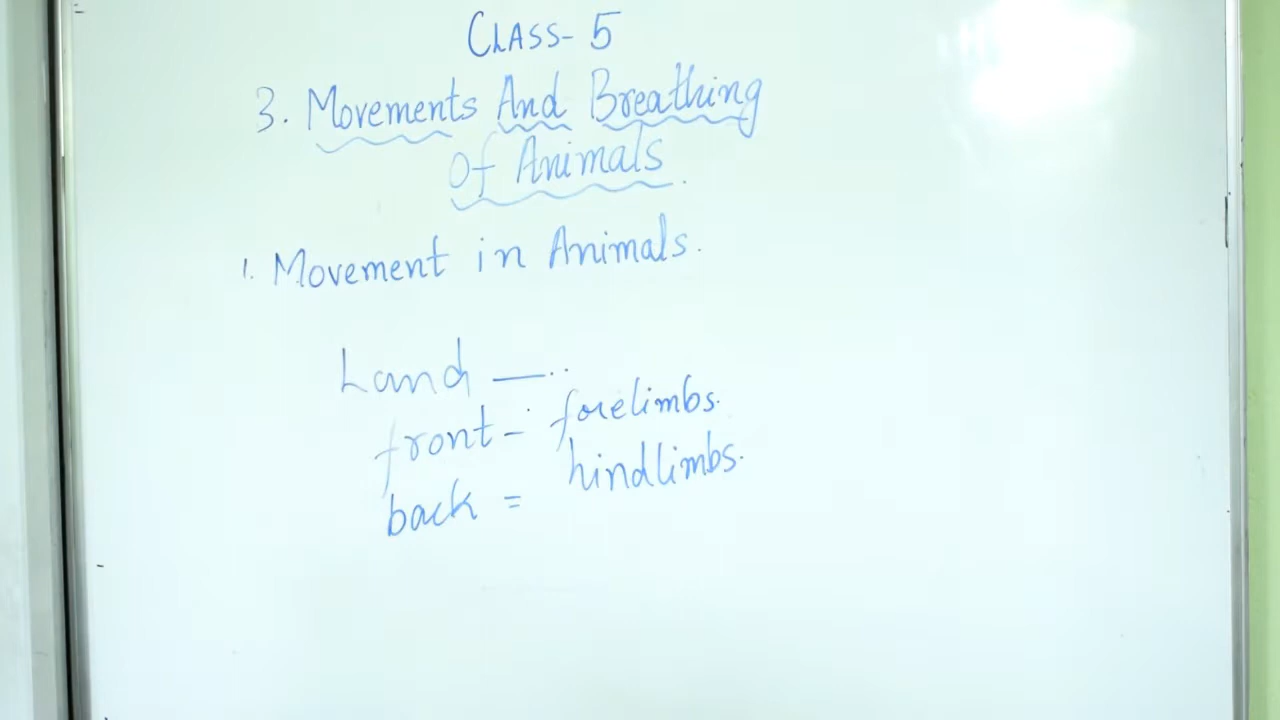 CLASS- 5
3. Movements And Breathing
Of Animals.
1. Movement in Animals.
Land —..
front - forelimbs.
back = hindlimbs.